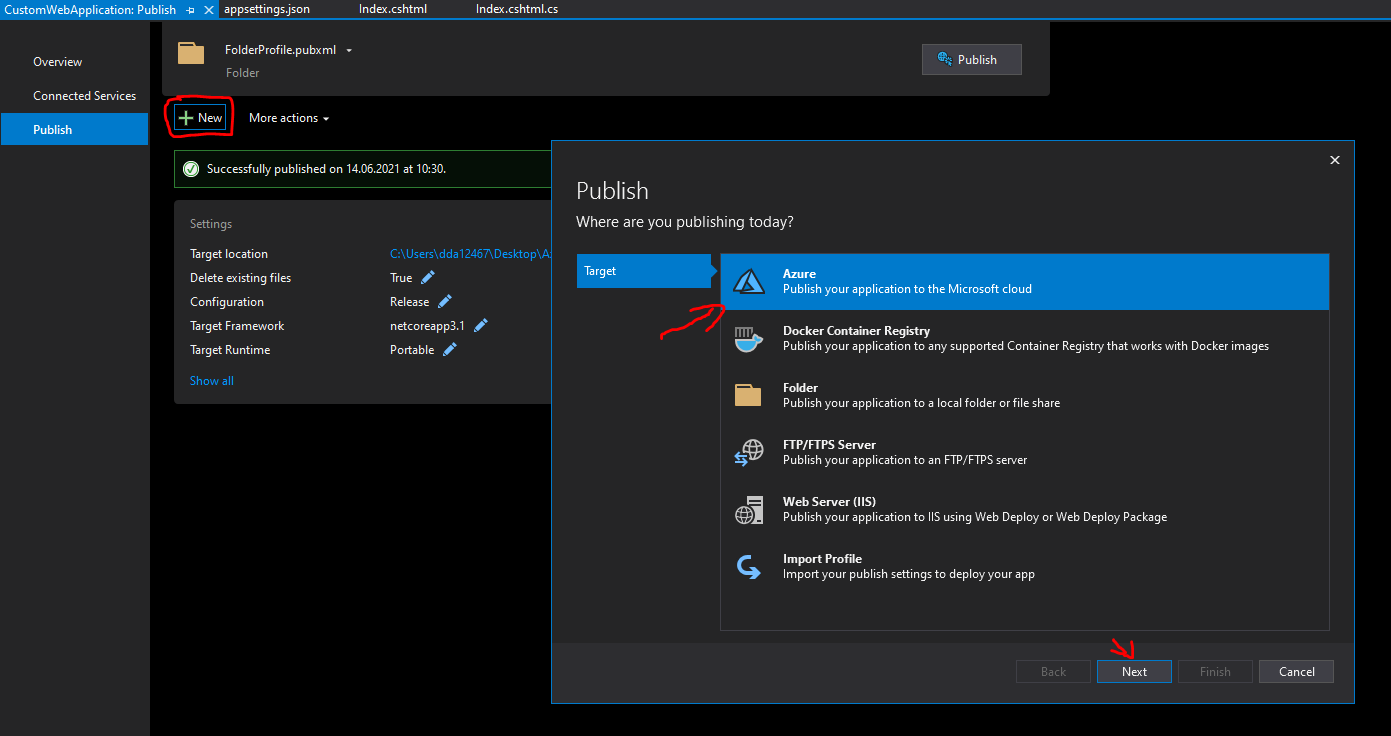 CustomWebApplication: Publish
appsettings.json
Index.cshtml
Index.cshtml.cs
Overview
Connected Services
Publish
FolderProfile.pubxml
Folder
Publish
New
More actions
Successfully published on 14.06.2021 at 10:30.
Settings
Target location C:\Users\dda12467\Desktop\A
Delete existing files True
Configuration Release
Target Framework netcoreapp3.1
Target Runtime Portable
Show all
Publish
Where are you publishing today?
Target
Azure
Publish your application to the Microsoft cloud
Docker Container Registry
Publish your application to any supported Container Registry that works with Docker images
Folder
Publish your application to a local folder or file share
FTP/FTPS Server
Publish your application to an FTP/FTPS server
Web Server (IIS)
Publish your application to IIS using Web Deploy or Web Deploy Package
Import Profile
Import your publish settings to deploy your app
Back
Next
Finish
Cancel